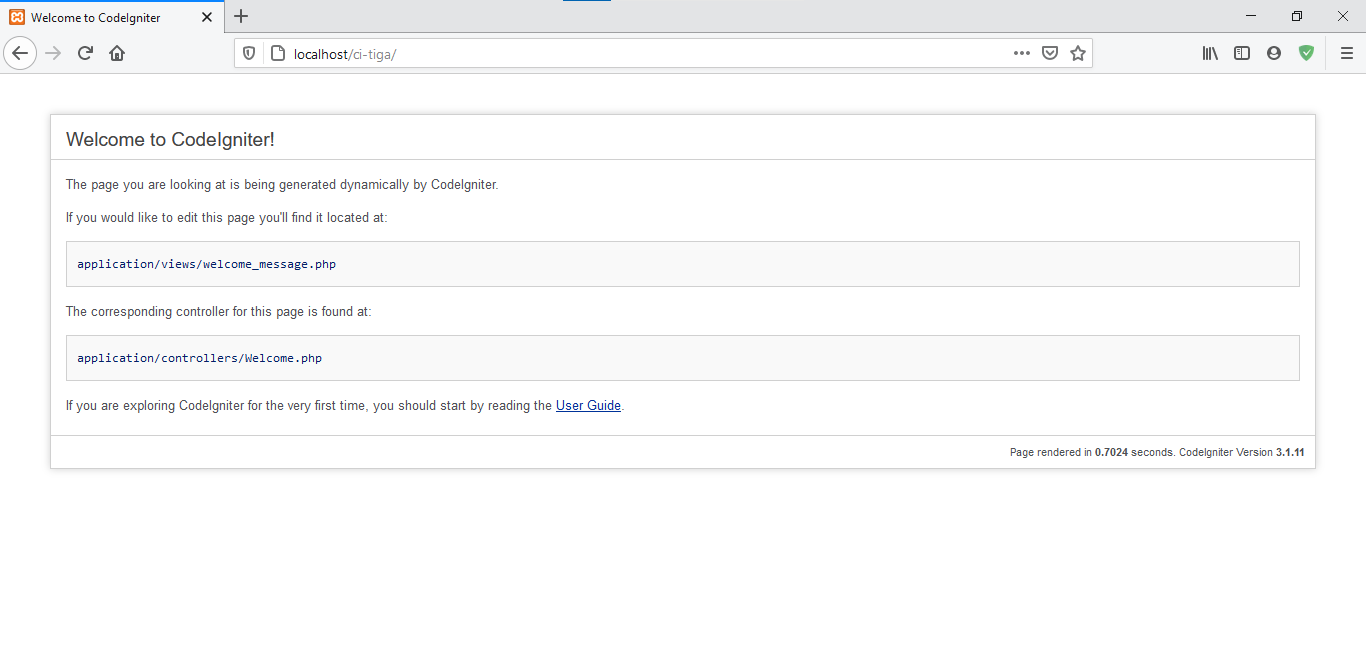 Welcome to CodeIgniter
localhost/ci-tiga/
Welcome to CodeIgniter!
The page you are looking at is being generated dynamically by CodeIgniter.
If you would like to edit this page you'll find it located at:
application/views/welcome_message.php
The corresponding controller for this page is found at:
application/controllers/Welcome.php
If you are exploring CodeIgniter for the very first time, you should start by reading the User Guide.
Page rendered in 0.7024 seconds. CodeIgniter Version 3.1.11